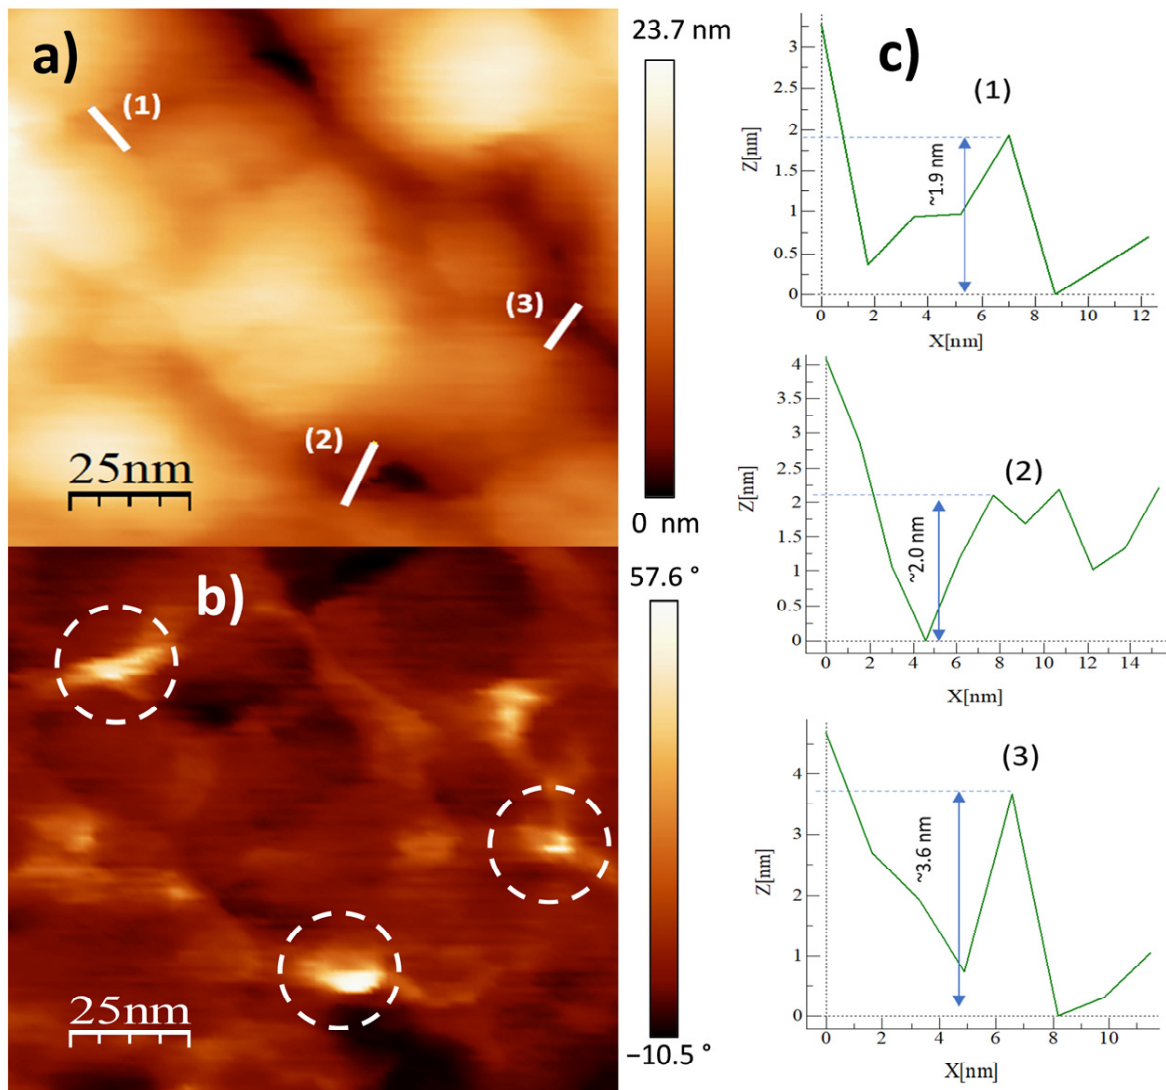 a)
(1)
(2)
(3)
25nm
23.7 nm
0 nm
b)
25nm
57.6 °
−10.5 °
c)
(1)
Z[nm]
3
2.5
2
1.5
1
0.5
0
~1.9 nm
0 2 4 6 8 10 12
X[nm]
(2)
Z[nm]
4
3.5
3
2.5
2
1.5
1
0.5
0
~2.0 nm
0 2 4 6 8 10 12 14
X[nm]
(3)
Z[nm]
4
3
2
1
0
~3.6 nm
0 2 4 6 8 10
X[nm]